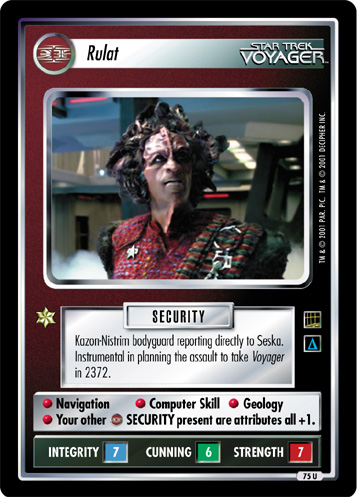 Rulat
STAR TREK
VOYAGER™
TM & © 2001 PAR. PIC. TM & © 2001 DECIPHER INC.
SECURITY
Kazon-Nistrim bodyguard reporting directly to Seska.
Instrumental in planning the assault to take Voyager
in 2372.
• Navigation • Computer Skill • Geology
• Your other SECURITY present are attributes all +1.
INTEGRITY 7 CUNNING 6 STRENGTH 7
75 U